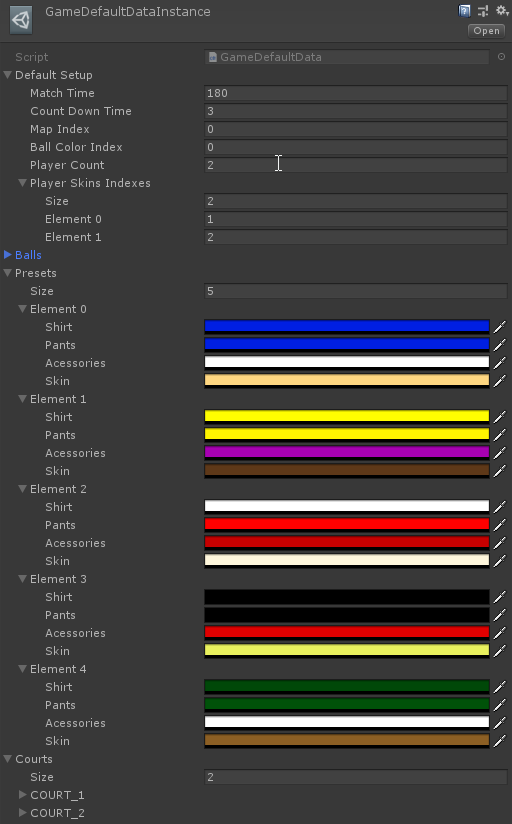 GameDefaultDataInstance
Open
Script GameDefaultData
Default Setup
Match Time 180
Count Down Time 3
Map Index 0
Ball Color Index 0
Player Count 2
Player Skins Indexes
Size 2
Element 0 1
Element 1 2
Balls
Presets
Size 5
Element 0
Shirt
Pants
Acessories
Skin
Element 1
Shirt
Pants
Acessories
Skin
Element 2
Shirt
Pants
Acessories
Skin
Element 3
Shirt
Pants
Acessories
Skin
Element 4
Shirt
Pants
Acessories
Skin
Courts
Size 2
COURT_1
COURT_2